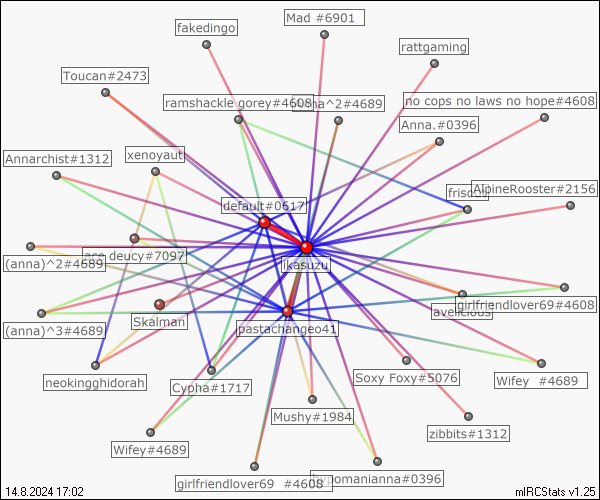 Mad #6901
fakedingo
rattgaming
Toucan#2473
ramshackle gorey#4608
^2#4689
no cops no laws no hope#4608
Anna.#0396
Annarchist#1312
xenoyaut
AlpineRooster#2156
default#0617
ace deucy#7097
(anna)^2#4689
ikasuzu
girlfriendlover69#4608
avelicious
Skalman
(anna)^3#4689
pastachangeo41
neokingghidorah
Cypha#1717
Soxy Foxy#5076
Wifey #4689
Mushy#1984
zibbits#1312
Wifey#4689
girlfriendlover69 #4608
ypomanianna#0396
14.8.2024 17:02
mIRCStats v1.25